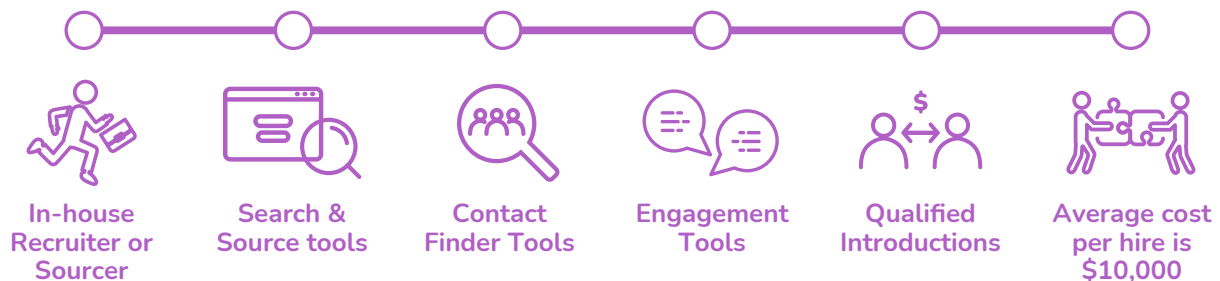 In-house
Recruiter or
Sourcer
Search &
Source tools
Contact
Finder Tools
Engagement
Tools
$
Qualified
Introductions
Average cost
per hire is
$10,000